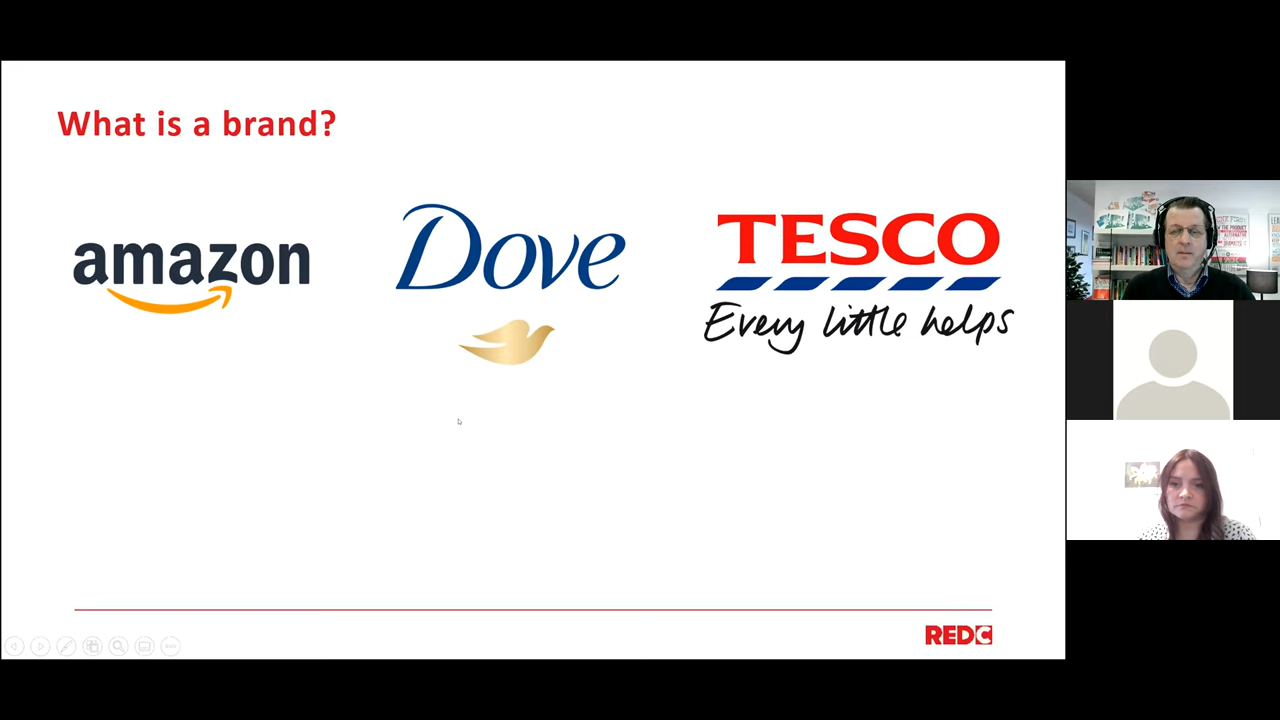 What is a brand?
amazon
Dove
TESCO
Every little helps
REDC